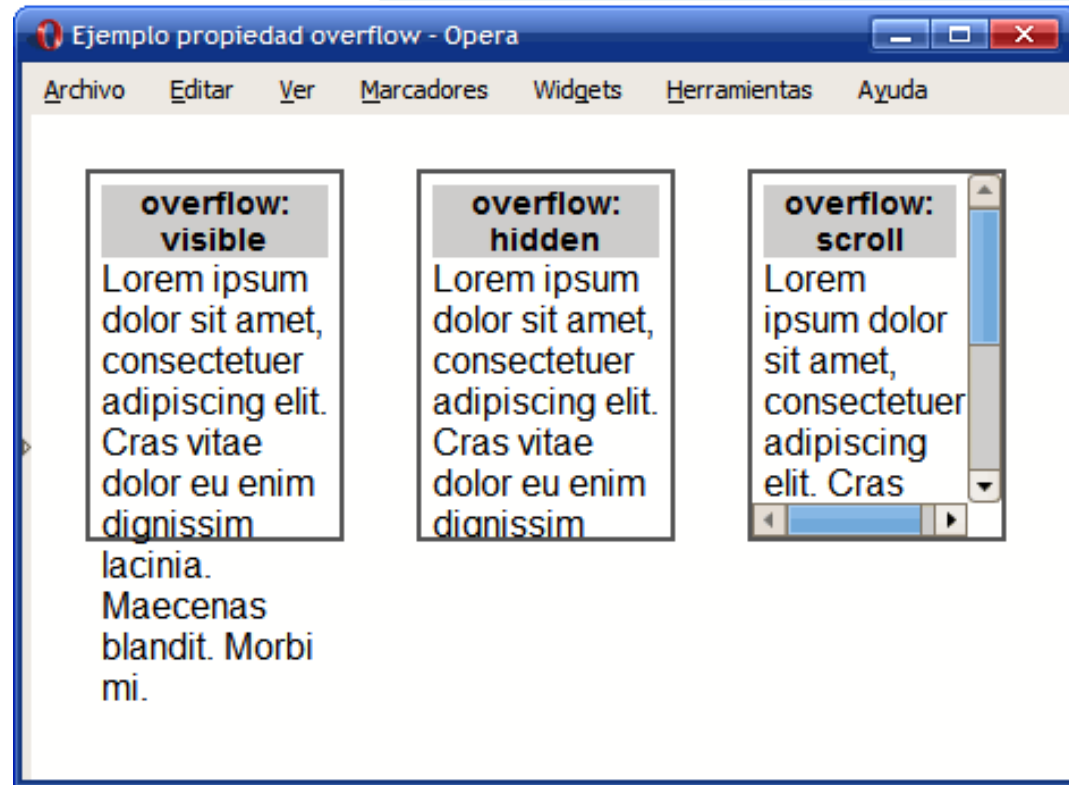 Ejemplo propiedad overflow - Opera
Archivo Editar Ver Marcadores Widgets Herramientas Ayuda
overflow:
visible
Lorem ipsum
dolor sit amet,
consectetuer
adipiscing elit.
Cras vitae
dolor eu enim
dignissim
lacinia.
Maecenas
blandit. Morbi
mi.
overflow:
hidden
Lorem ipsum
dolor sit amet,
consectetuer
adipiscing elit.
Cras vitae
dolor eu enim
dignissim
overflow:
scroll
Lorem
ipsum dolor
sit amet,
consectetuer
adipiscing
elit. Cras